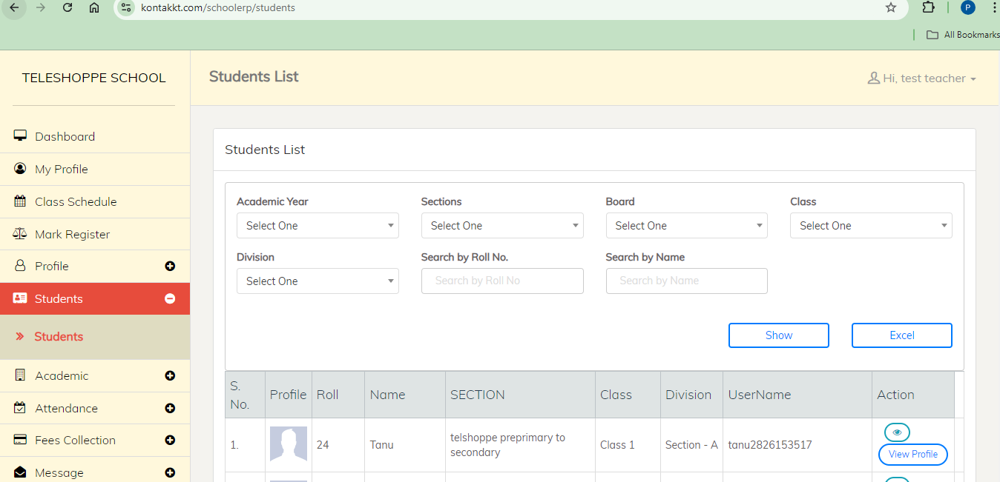 kontakkt.com/schoolerp/students
P
All Bookmarks
TELESHOPPE SCHOOL
Students List
Hi, test teacher
Dashboard
My Profile
Class Schedule
Mark Register
Profile
Students
Students
Academic
Attendance
Fees Collection
Message
Students List
Academic Year
Sections
Board
Class
Select One
Select One
Select One
Select One
Division
Search by Roll No.
Search by Name
Select One
Search by Roll No
Search by Name
Show
Excel
S. No.
Profile
Roll
Name
SECTION
Class
Division
UserName
Action
1.
24
Tanu
telshoppe preprimary to
secondary
Class 1
Section - A
tanu2826153517
View Profile